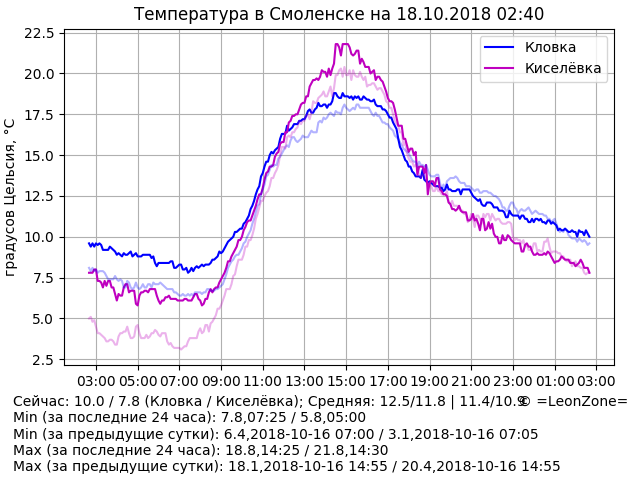 Температура в Смоленске на 18.10.2018 02:40
22.5
20.0
17.5
15.0
12.5
10.0
7.5
5.0
2.5
градусов Цельсия, °C
Кловка
Киселёвка
03:00 05:00 07:00 09:00 11:00 13:00 15:00 17:00 19:00 21:00 23:00 01:00 03:00
Сейчас: 10.0 / 7.8 (Кловка / Киселёвка); Средняя: 12.5/11.8 | 11.4/10.9 © =LeonZone=
Min (за последние 24 часа): 7.8,07:25 / 5.8,05:00
Min (за предыдущие сутки): 6.4,2018-10-16 07:00 / 3.1,2018-10-16 07:05
Max (за последние 24 часа): 18.8,14:25 / 21.8,14:30
Max (за предыдущие сутки): 18.1,2018-10-16 14:55 / 20.4,2018-10-16 14:55